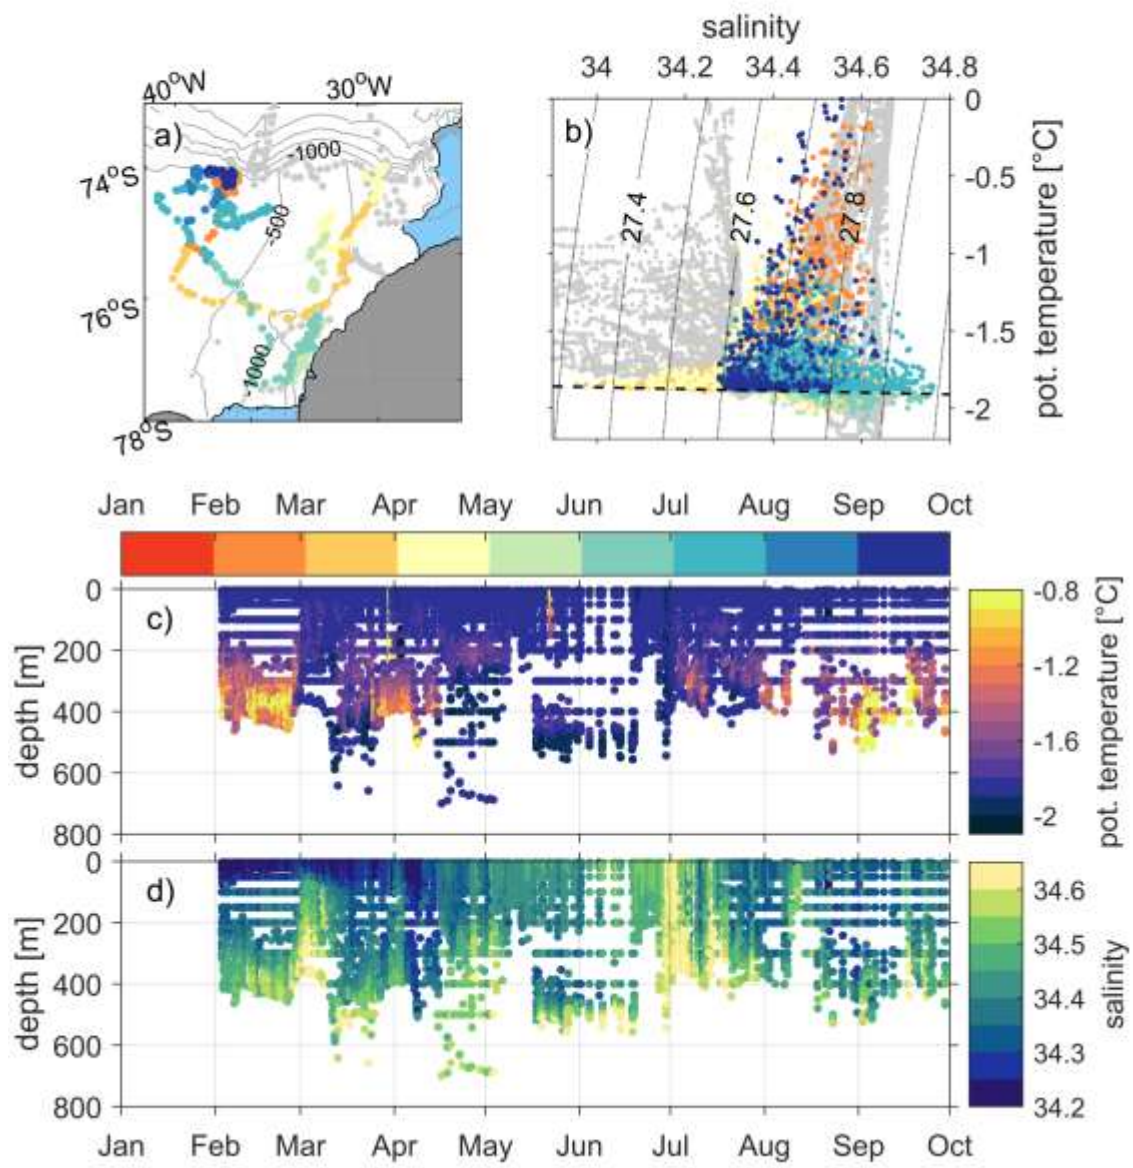 salinity
34 34.2 34.4 34.6 34.8
40°W 30°W
a)
-1000
74°S
-500
76°S
-1000
78°S
b)
27.4
27.6
27.8
0
-0.5
-1
-1.5
-2
pot. temperature [°C]
Jan Feb Mar Apr May Jun Jul Aug Sep Oct
c)
0
200
400
600
800
depth [m]
-0.8
-1.2
-1.6
-2
pot. temperature [°C]
d)
0
200
400
600
800
depth [m]
34.6
34.5
34.4
34.3
34.2
salinity
Jan Feb Mar Apr May Jun Jul Aug Sep Oct